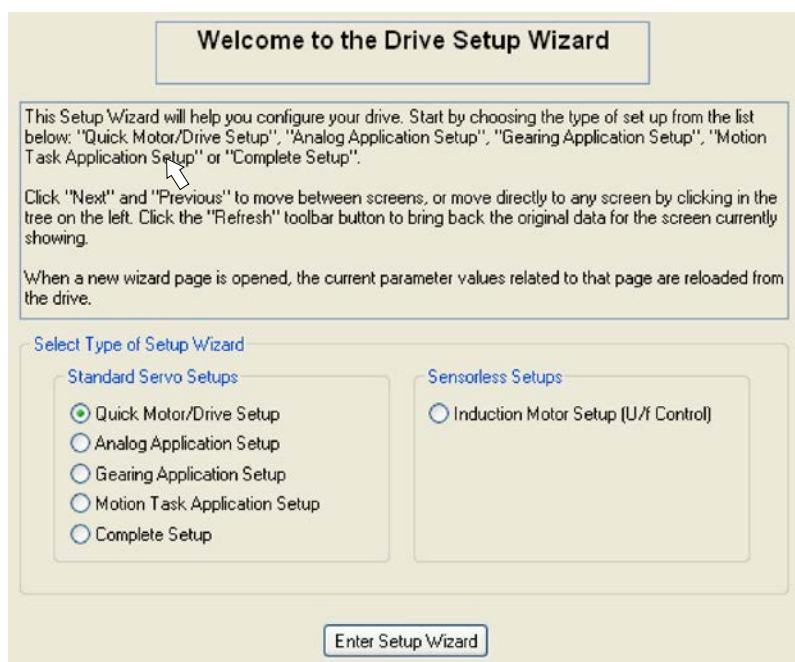 Welcome to the Drive Setup Wizard
This Setup Wizard will help you configure your drive. Start by choosing the type of set up from the list
below: "Quick Motor/Drive Setup", "Analog Application Setup", "Gearing Application Setup", "Motion
Task Application Setup" or "Complete Setup".
Click "Next" and "Previous" to move between screens, or move directly to any screen by clicking in the
tree on the left. Click the "Refresh" toolbar button to bring back the original data for the screen currently
showing.
When a new wizard page is opened, the current parameter values related to that page are reloaded from
the drive.
Select Type of Setup Wizard
Standard Servo Setups
Quick Motor/Drive Setup
Analog Application Setup
Gearing Application Setup
Motion Task Application Setup
Complete Setup
Sensorless Setups
Induction Motor Setup (U/f Control)
Enter Setup Wizard